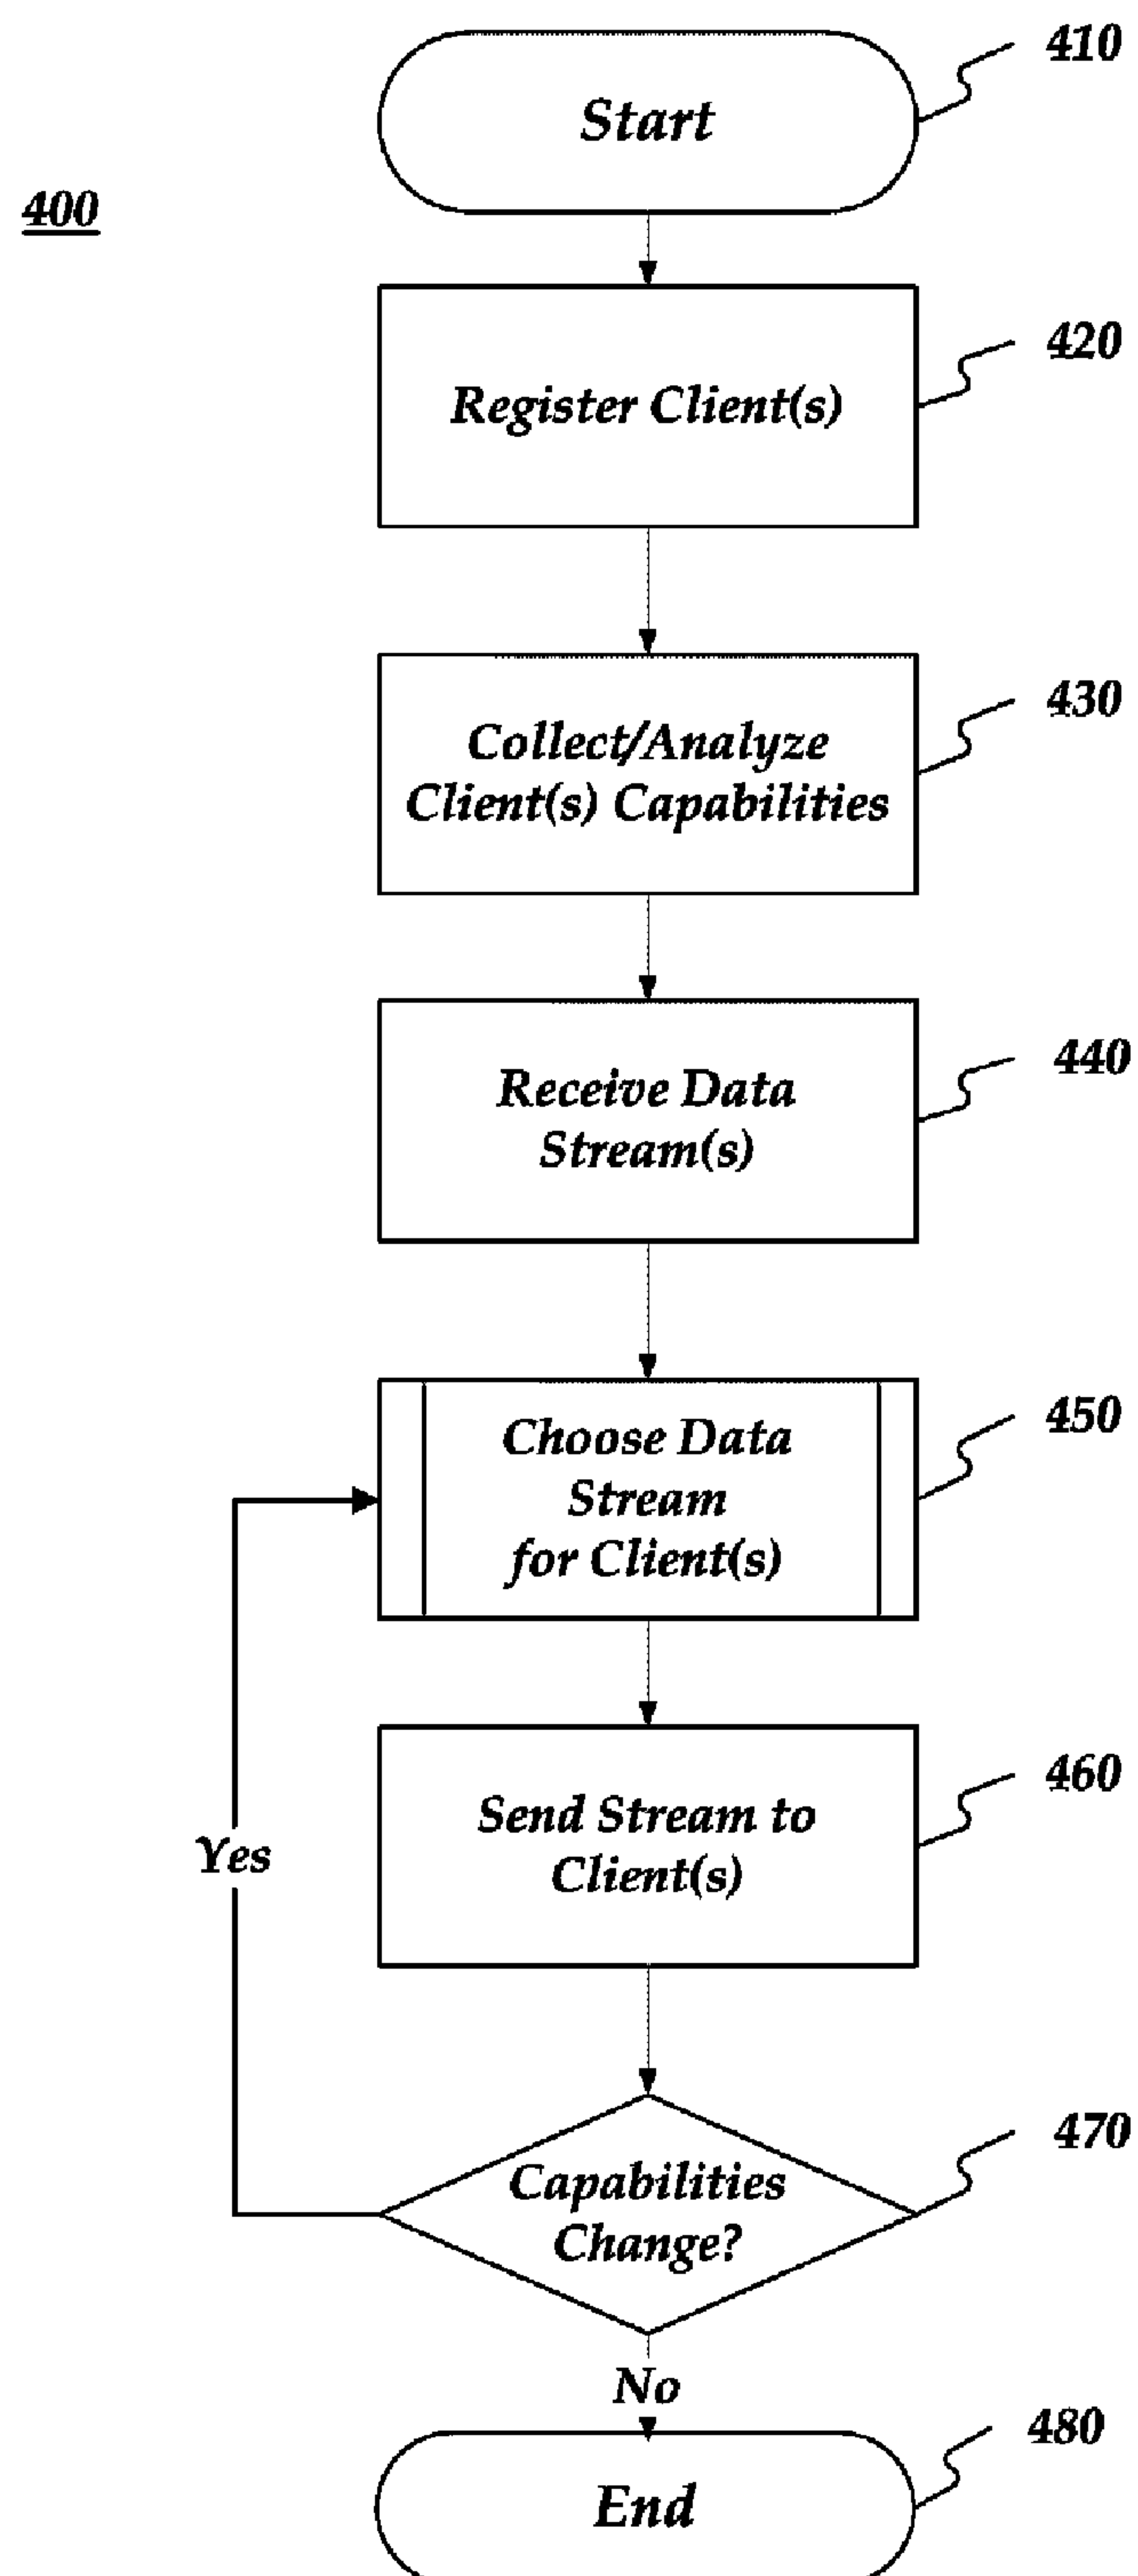 410
Start
400
420
Register Client(s)
430
Collect/Analyze
Client(s) Capabilities
440
Receive Data
Stream(s)
450
Choose Data
Stream
for Client(s)
460
Send Stream to
Client(s)
Yes
470
Capabilities
Change?
No
480
End